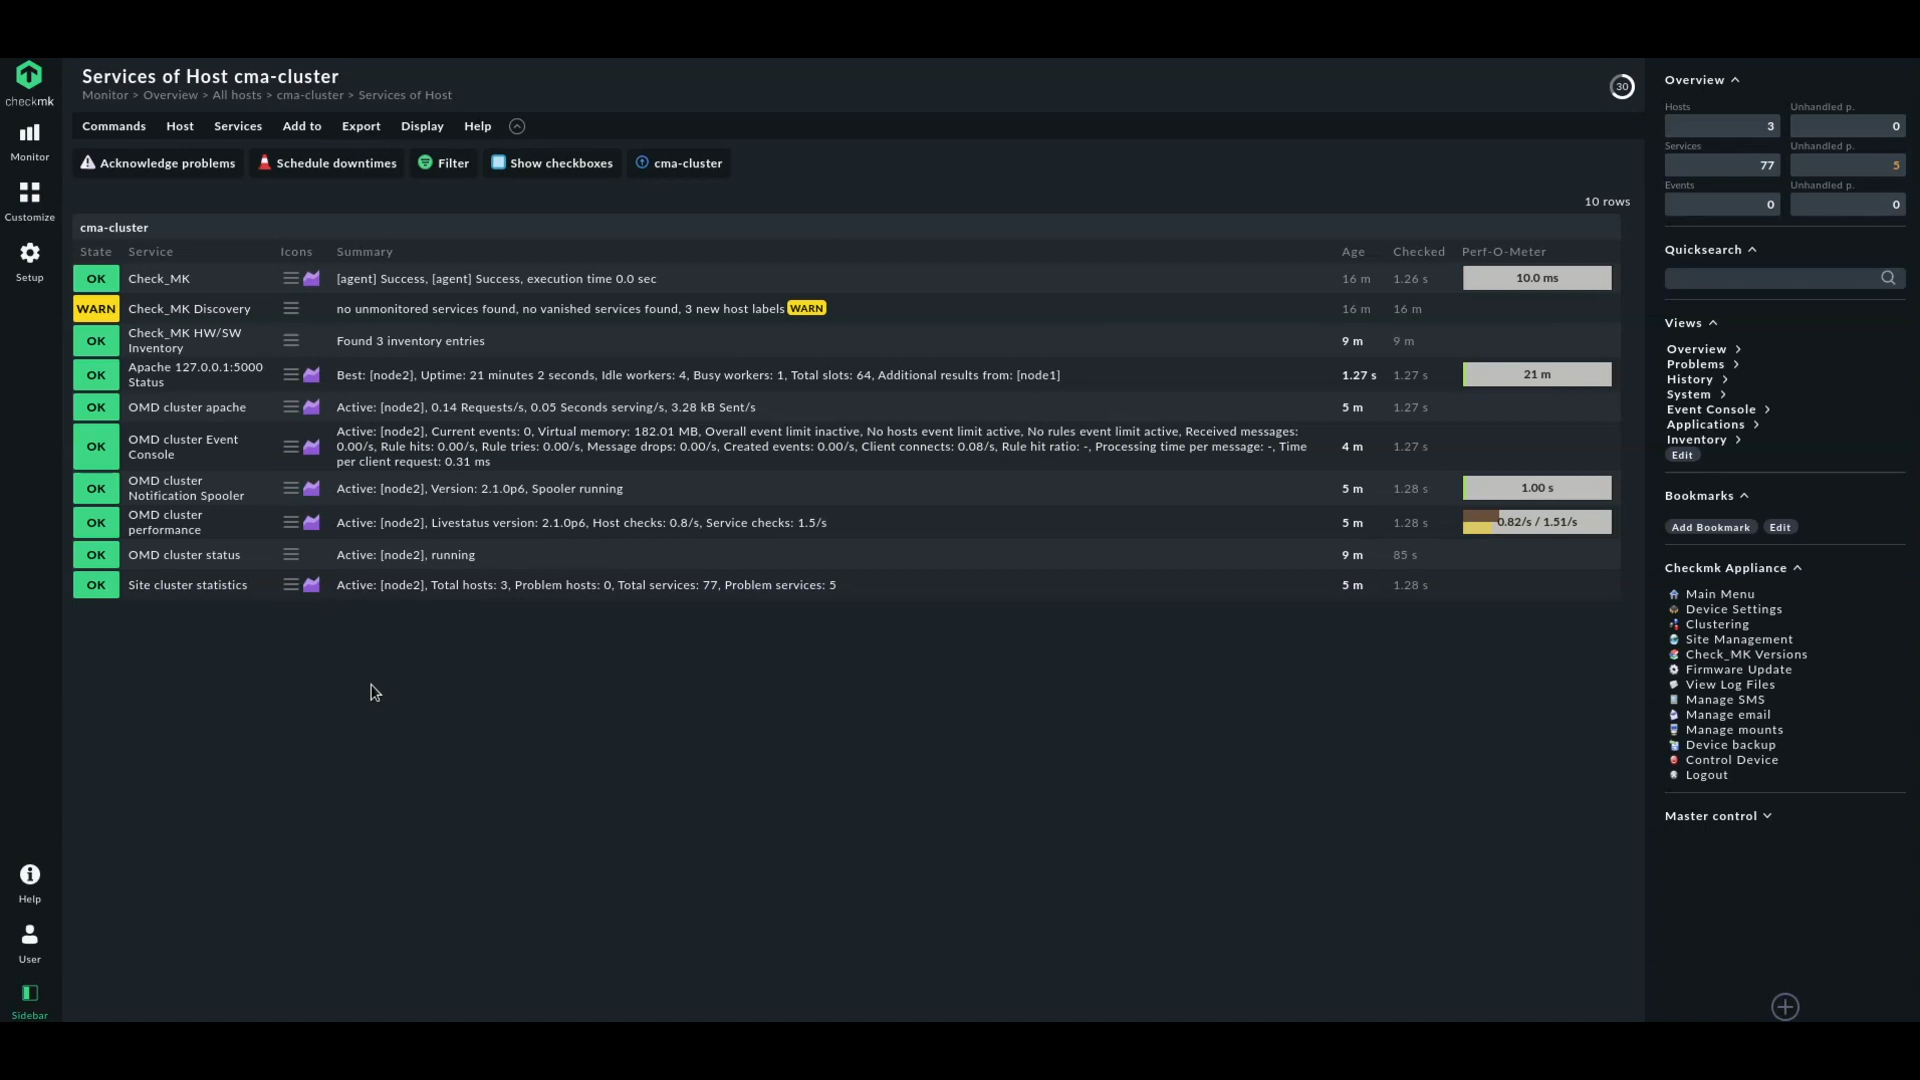 checkmk
Monitor
Customize
Setup
Help
User
Sidebar
Services of Host cma-cluster
Monitor > Overview > All hosts > cma-cluster > Services of Host
30
Commands Host Services Add to Export Display Help
Acknowledge problems Schedule downtimes Filter Show checkboxes cma-cluster
10 rows
cma-cluster
State Service Icons Summary Age Checked Perf-O-Meter
OK Check_MK [agent] Success, [agent] Success, execution time 0.0 sec 16 m 1.26 s 10.0 ms
WARN Check_MK Discovery no unmonitored services found, no vanished services found, 3 new host labels WARN 16 m 16 m
OK Check_MK HW/SW
Inventory Found 3 inventory entries 9 m 9 m
OK Apache 127.0.0.1:5000
Status Best: [node2], Uptime: 21 minutes 2 seconds, Idle workers: 4, Busy workers: 1, Total slots: 64, Additional results from: [node1] 1.27 s 1.27 s 21 m
OK OMD cluster apache Active: [node2], 0.14 Requests/s, 0.05 Seconds serving/s, 3.28 kB Sent/s 5 m 1.27 s
OK OMD cluster Event
Console
Active: [node2], Current events: 0, Virtual memory: 182.01 MB, Overall event limit inactive, No hosts event limit active, No rules event limit active, Received messages:
0.00/s, Rule hits: 0.00/s, Rule tries: 0.00/s, Message drops: 0.00/s, Created events: 0.00/s, Client connects: 0.08/s, Rule hit ratio: -, Processing time per message: -, Time
per client request: 0.31 ms
4 m 1.27 s
OK OMD cluster
Notification Spooler Active: [node2], Version: 2.1.0p6, Spooler running 5 m 1.28 s 1.00 s
OK OMD cluster
performance Active: [node2], Livestatus version: 2.1.0p6, Host checks: 0.8/s, Service checks: 1.5/s 5 m 1.28 s 0.82/s / 1.51/s
OK OMD cluster status Active: [node2], running 9 m 85 s
OK Site cluster statistics Active: [node2], Total hosts: 3, Problem hosts: 0, Total services: 77, Problem services: 5 5 m 1.28 s
Overview
Hosts Unhandled p.
3 0
Services Unhandled p.
77 5
Events Unhandled p.
0 0
Quicksearch
Views
Overview >
Problems >
History >
System >
Event Console >
Applications >
Inventory >
Edit
Bookmarks
Add Bookmark Edit
Checkmk Appliance
Main Menu
Device Settings
Clustering
Site Management
Check_MK Versions
Firmware Update
View Log Files
Manage SMS
Manage email
Manage mounts
Device backup
Control Device
Logout
Master control